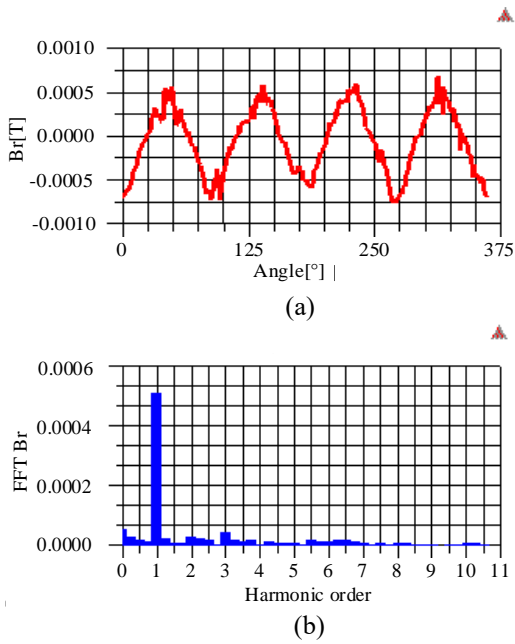 0.0010
0.0005
0.0000
-0.0005
-0.0010
Br[T]
0 125 250 375
Angle[°]
(a)
0.0006
0.0004
0.0002
0.0000
FFT Br
0 1 2 3 4 5 6 7 8 9 10 11
Harmonic order
(b)